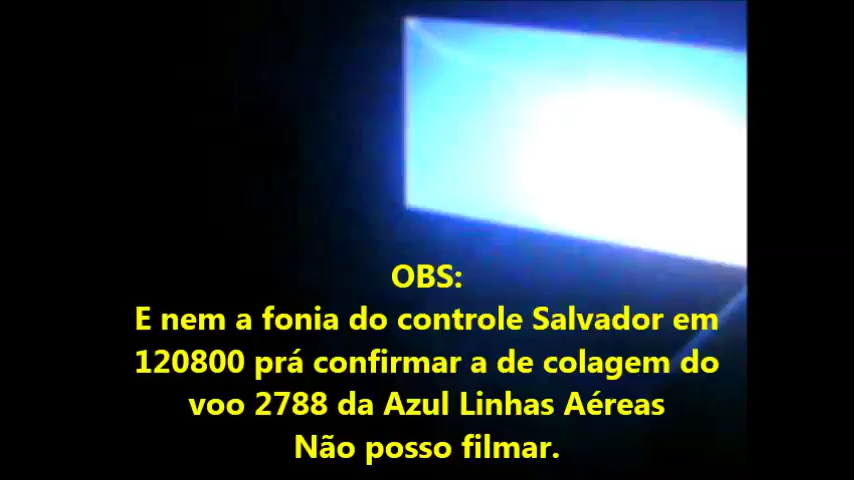 OBS:
E nem a fonia do controle Salvador em
120800 prá confirmar a de colagem do
voo 2788 da Azul Linhas Aéreas
Não posso filmar.